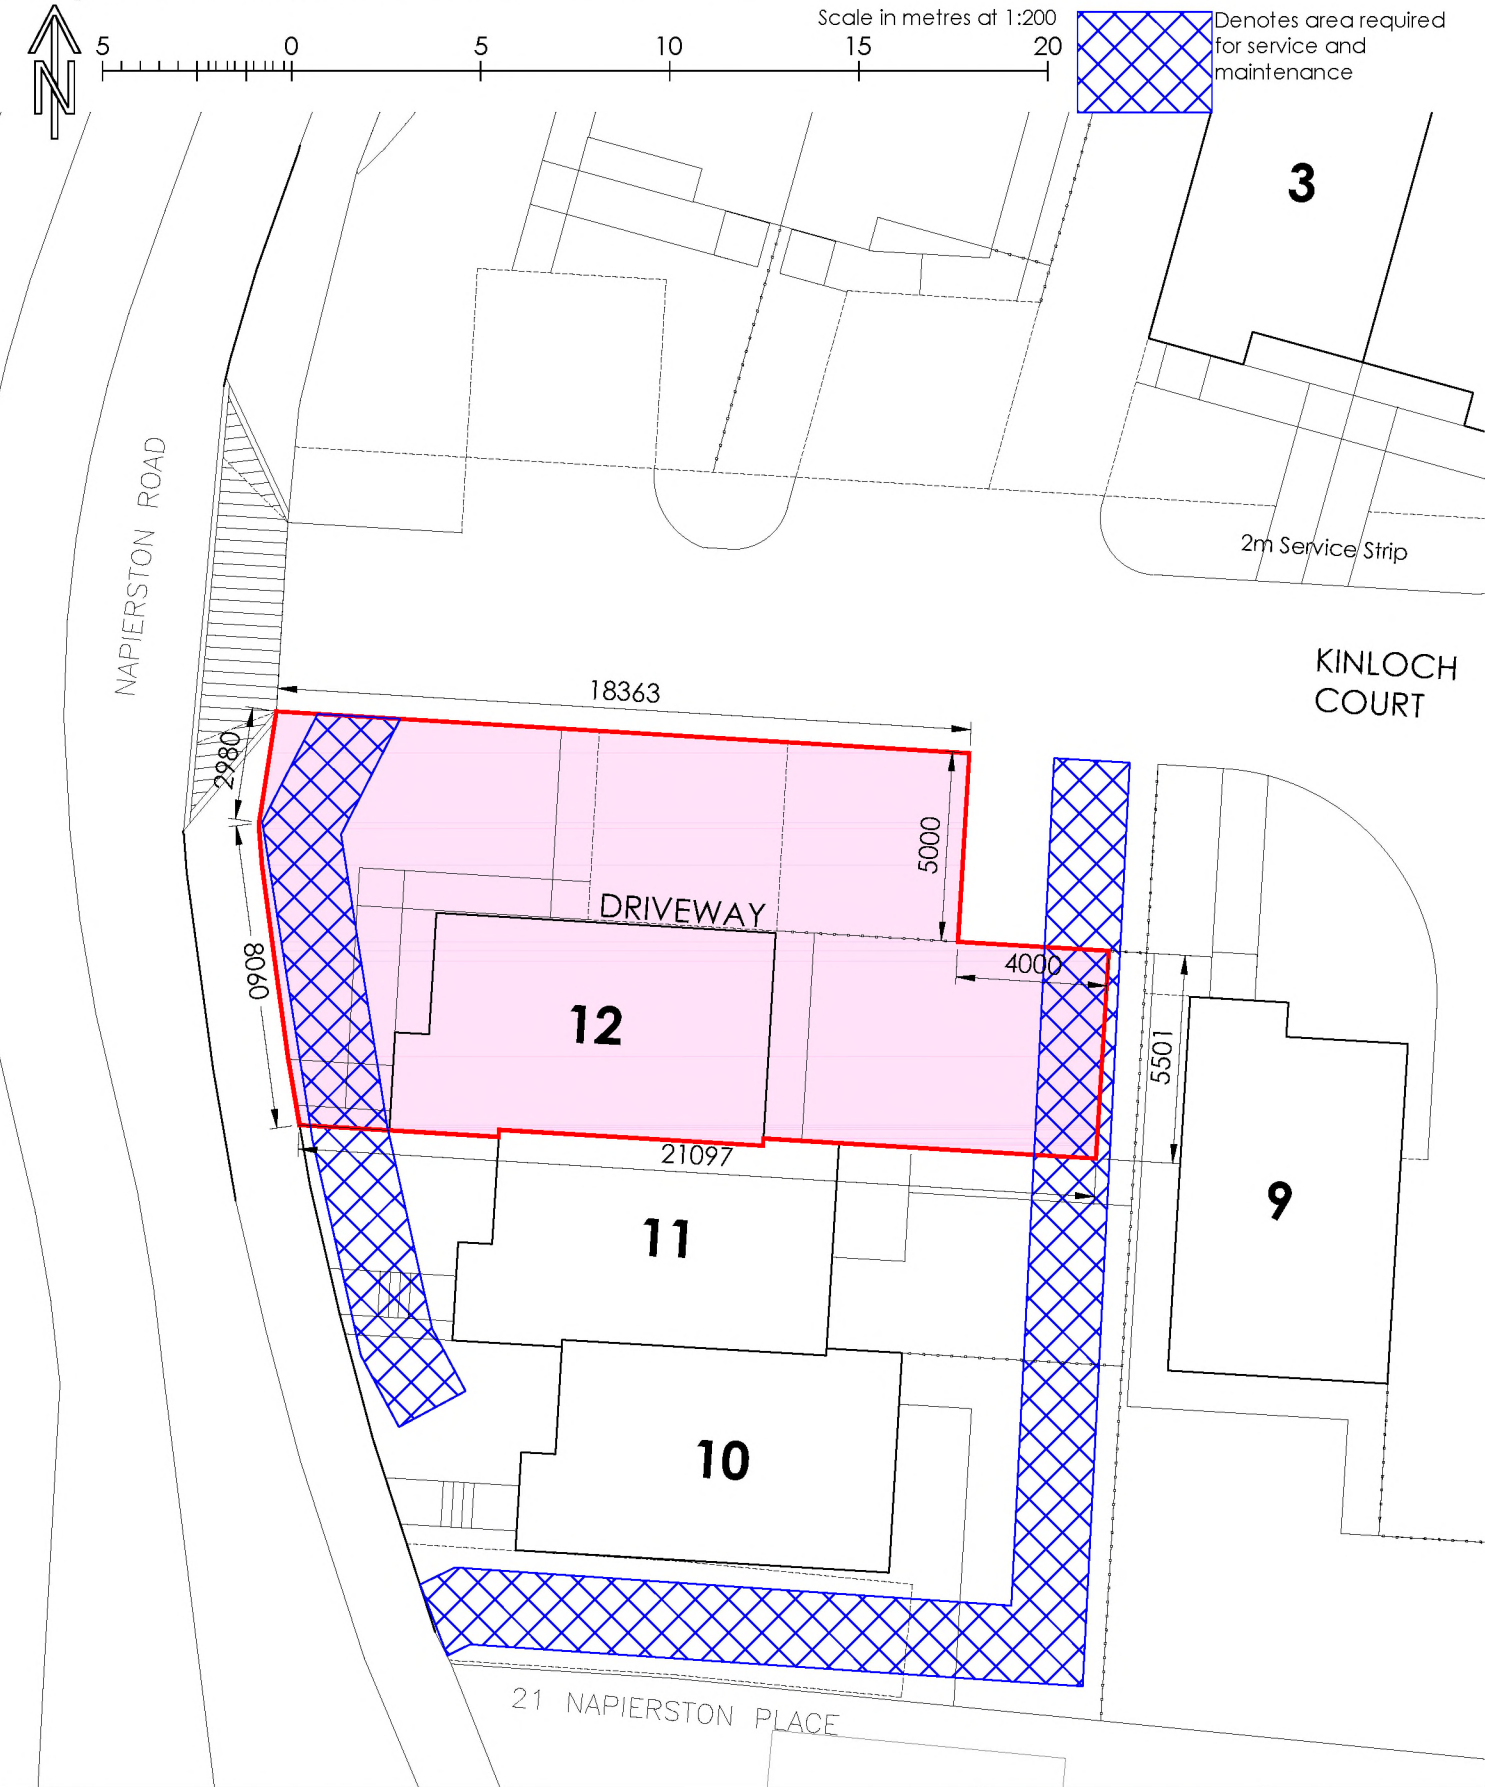 Scale in metres at 1:200
5 0 5 10 15 20
N
Denotes area required
for service and
maintenance
3
NAPIERSTON ROAD
2m Service Strip
KINLOCH
COURT
18363
2980
5000
DRIVEWAY
4000
8060
12
5501
21097
9
11
10
21 NAPIERSTON PLACE